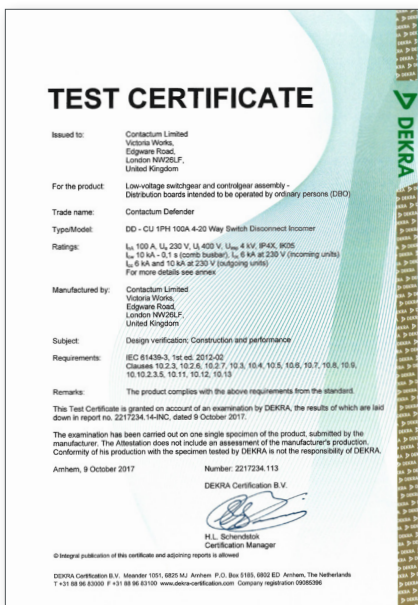 TEST CERTIFICATE
DEKRA
Issued to: Contactum Limited
Victoria Works,
Edgware Road,
London NW26LF,
United Kingdom
For the product: Low-voltage switchgear and controlgear assembly -
Distribution boards intended to be operated by ordinary persons (DBO)
Trade name: Contactum Defender
Type/Model: DD - CU 1PH 100A 4-20 Way Switch Disconnect Incomer
Ratings: InA 100 A, Un 230 V, Ui 400 V, Uimp 4 kV, IP4X, IK05
Icw 10 kA - 0,1 s (comb busbar), Icc 6 kA at 230 V (incoming units)
Icn 6 kA and 10 kA at 230 V (outgoing units)
For more details see annex
Manufactured by: Contactum Limited
Victoria Works,
Edgware Road,
London NW26LF,
United Kingdom
Subject: Design verification; Construction and performance
Requirements: IEC 61439-3, 1st ed. 2012-02
Clauses 10.2.3, 10.2.6, 10.2.7, 10.3, 10.4, 10.5, 10.6, 10.7, 10.8, 10.9,
10.10.2.3.5, 10.11, 10.12, 10.13
Remarks: The product complies with the above requirements from the standard.
This Test Certificate is granted on account of an examination by DEKRA, the results of which are laid
down in report no. 2217234.14-INC, dated 9 October 2017.
The examination has been carried out on one single specimen of the product, submitted by the
manufacturer. The Attestation does not include an assessment of the manufacturer's production.
Conformity of his production with the specimen tested by DEKRA is not the responsibility of DEKRA.
Arnhem, 9 October 2017 Number: 2217234.113
DEKRA Certification B.V.
H.L. Schendstok
Certification Manager
© Integral publication of this certificate and adjoining reports is allowed
DEKRA Certification B.V. Meander 1051, 6825 MJ Arnhem P.O. Box 5185, 6802 ED Arnhem, The Netherlands
T +31 88 96 83000 F +31 88 96 83100 www.dekra-certification.com Company registration 09085396